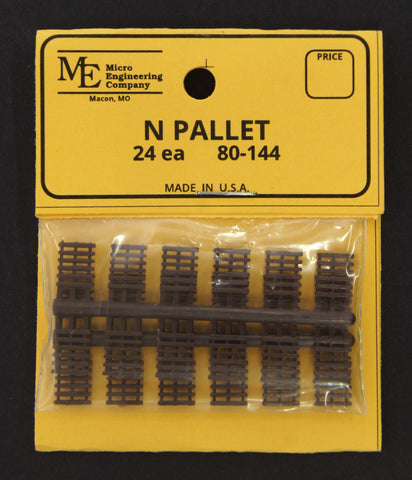 ME Micro
Engineering
Company
Macon, MO
PRICE
N PALLET
24 ea 80-144
MADE IN U.S.A.